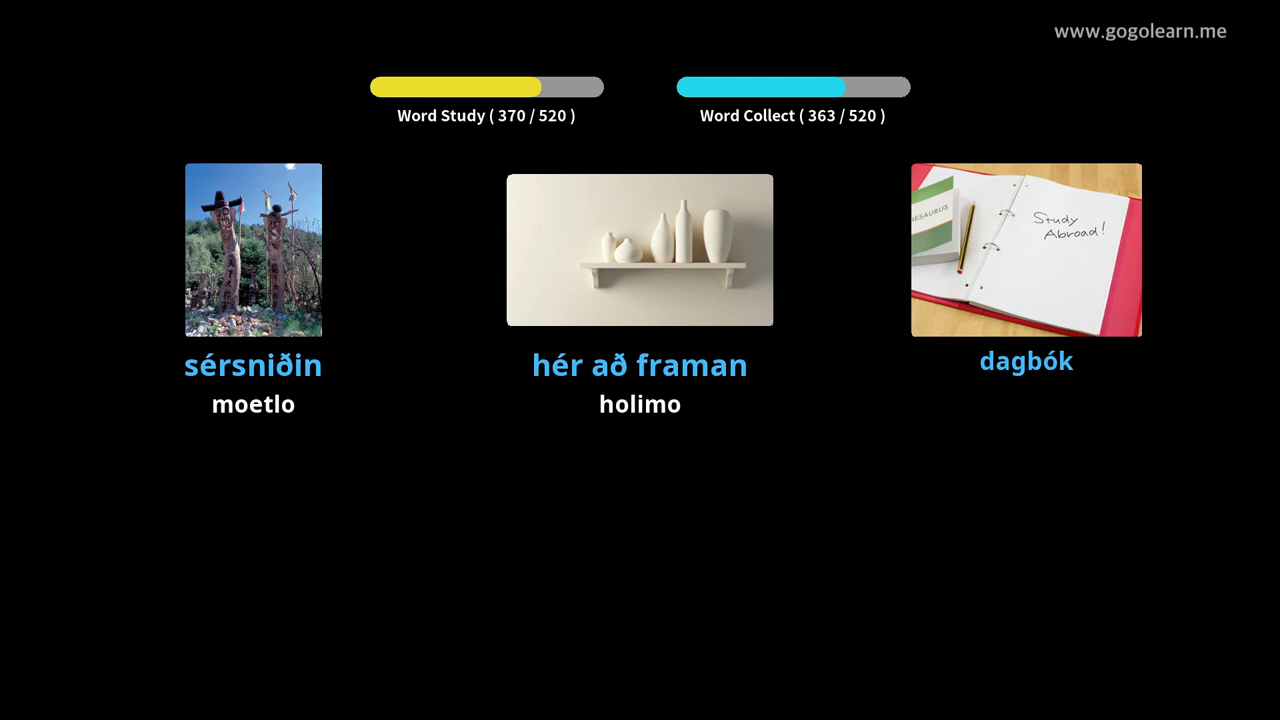 www.gogolearn.me
Word Study ( 370 / 520 )
Word Collect ( 363 / 520 )
ESAURUS
Study
Abroad!
sérsniðin
hér að framan
dagbók
moetlo
holimo